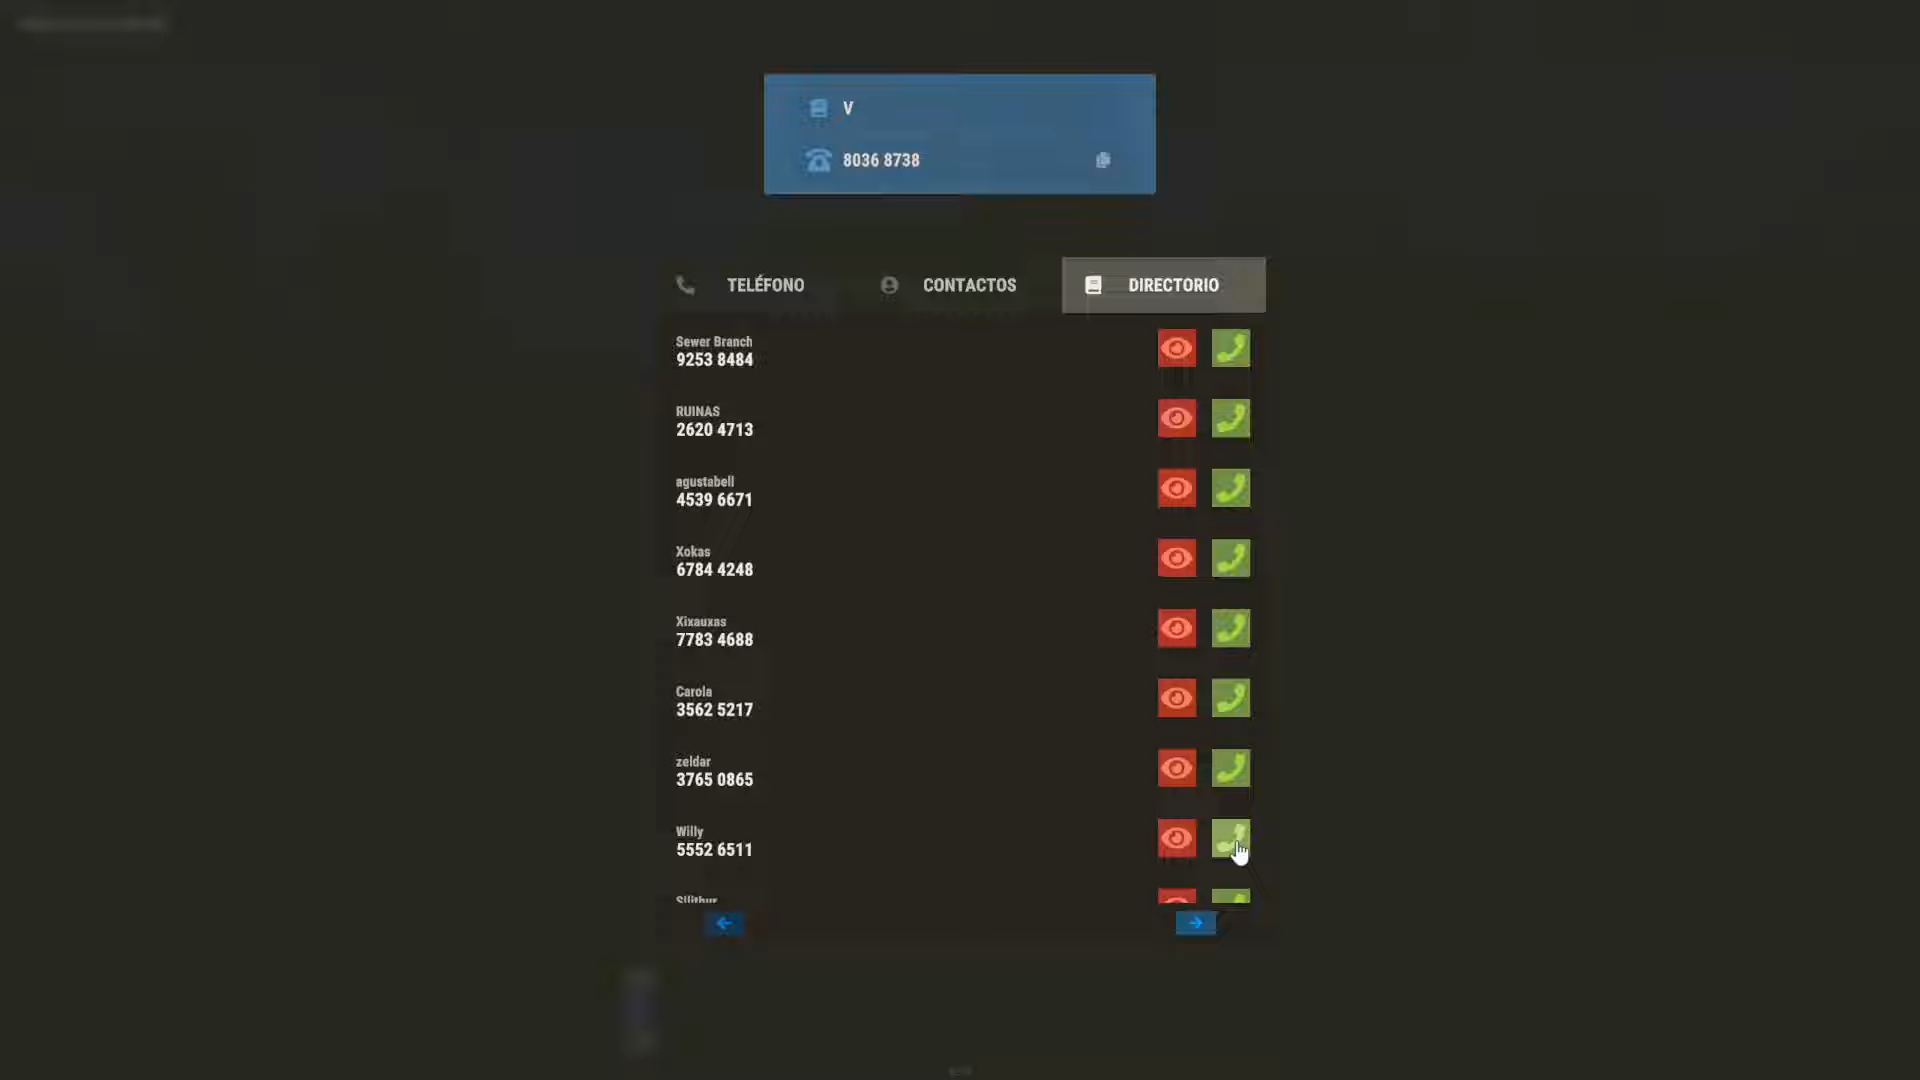 V
8036 8738
TELÉFONO
CONTACTOS
DIRECTORIO
Sewer Branch
9253 8484
RUINAS
2620 4713
agustabell
4539 6671
Xokas
6784 4248
Xixauxas
7783 4688
Carola
3562 5217
zeldar
3765 0865
Willy
5552 6511